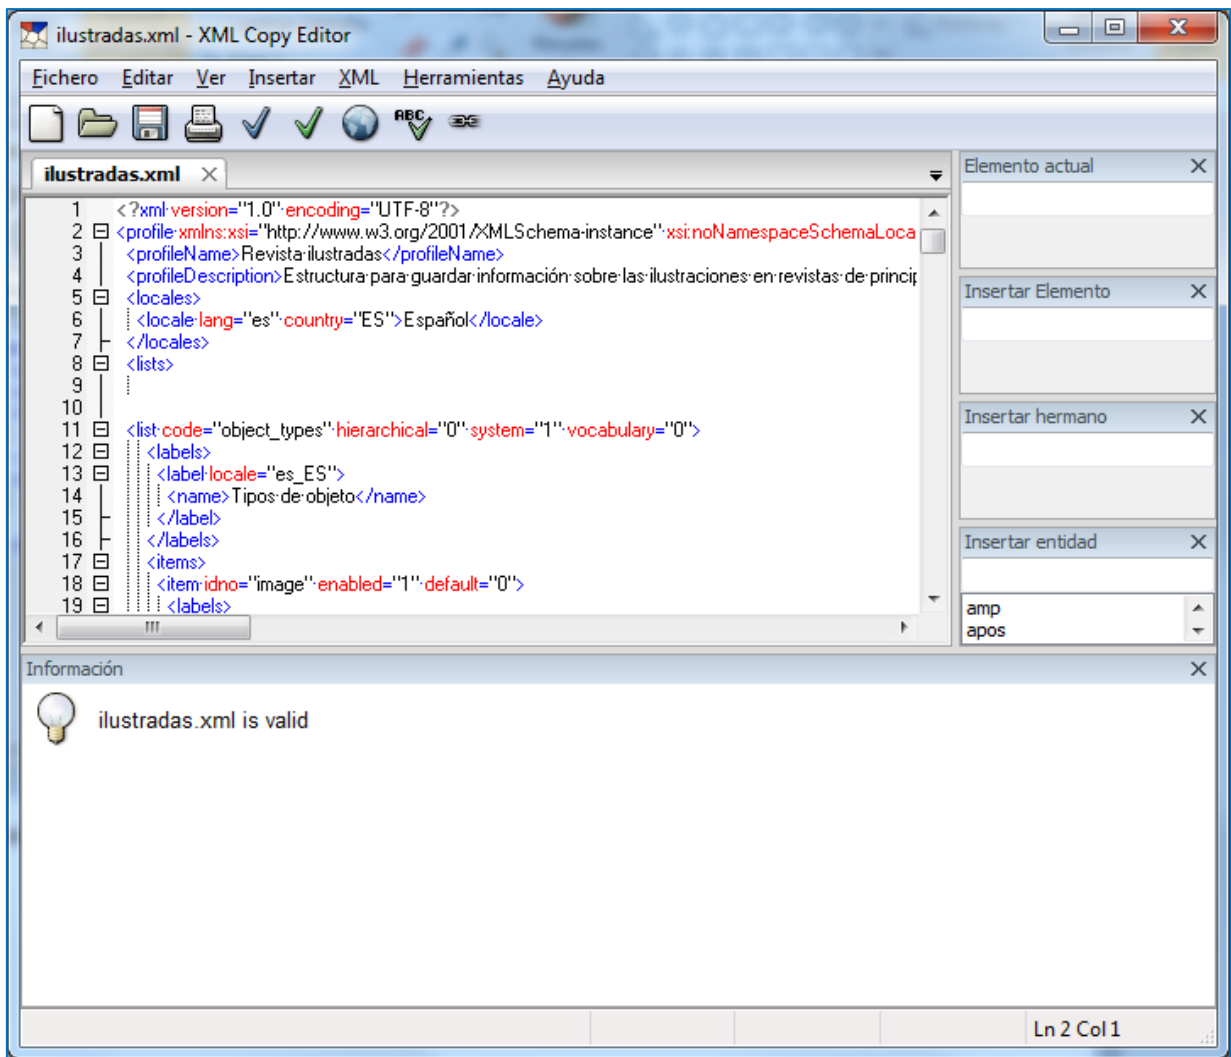 ilustradas.xml - XML Copy Editor
Fichero Editar Ver Insertar XML Herramientas Ayuda
ABC
ilustradas.xml
1 <?xml version="1.0" encoding="UTF-8"?>
2 <profile xmlns:xsi="http://www.w3.org/2001/XMLSchema-instance" xsi:noNamespaceSchemaLoca
3 <profileName>Revista ilustradas</profileName>
4 <profileDescription>Estructura para guardar información sobre las ilustraciones en revistas de princip
5 <locales>
6 <locale lang="es" country="ES">Español</locale>
7 </locales>
8 <lists>
9
10
11 <list code="object_types" hierarchical="0" system="1" vocabulary="0">
12 <labels>
13 <label locale="es_ES">
14 <name>Tipos de objeto</name>
15 </label>
16 </labels>
17 <items>
18 <item idno="image" enabled="1" default="0">
19 <labels>
Elemento actual
Insertar Elemento
Insertar hermano
Insertar entidad
amp
apos
Información
ilustradas.xml is valid
Ln 2 Col 1